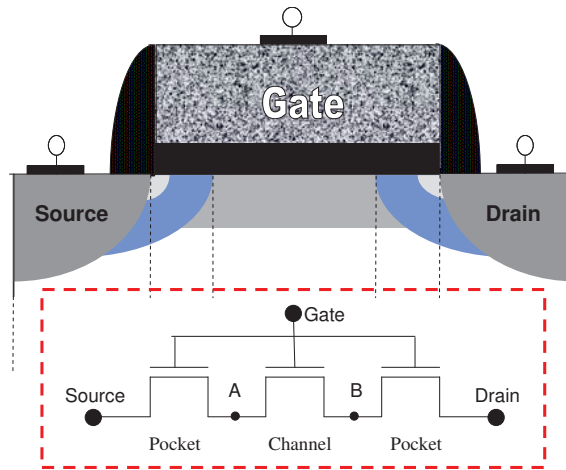 Gate
Source
Drain
Gate
Source
A
B
Drain
Pocket
Channel
Pocket